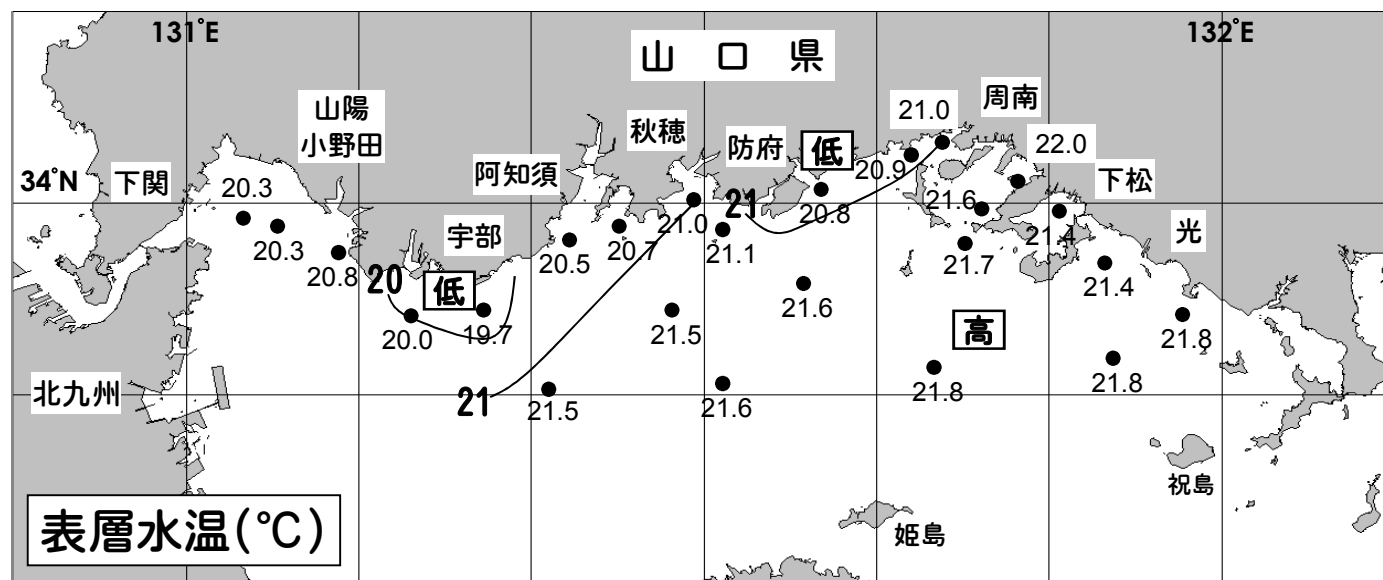 131°E
132°E
山口県
山陽
小野田
秋穂
防府
低
21.0
周南
22.0
34°N
下関
20.3
阿知須
20.9
下松
21.6
20.8
21
21.0
20.3
宇部
20.7
21.1
21.4
光
20.5
20.8
21.7
20
低
21.4
21.6
20.0
19.7
21.5
高
21.8
北九州
21
21.5
21.6
21.8
21.8
祝島
表層水温(℃)
姫島